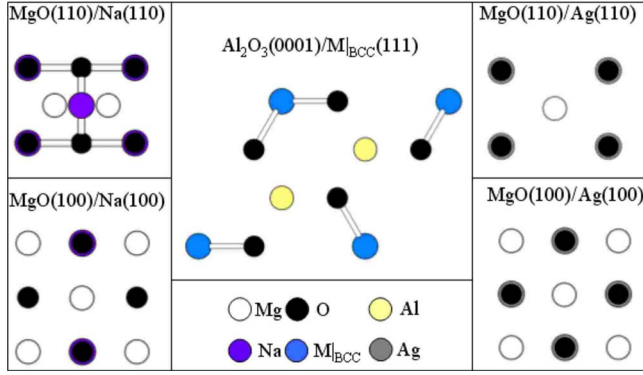 MgO(110)/Na(110)
Al₂O₃(0001)/M|BCC(111)
MgO(110)/Ag(110)
MgO(100)/Na(100)
MgO(100)/Ag(100)
Mg O Al
Na M|BCC Ag